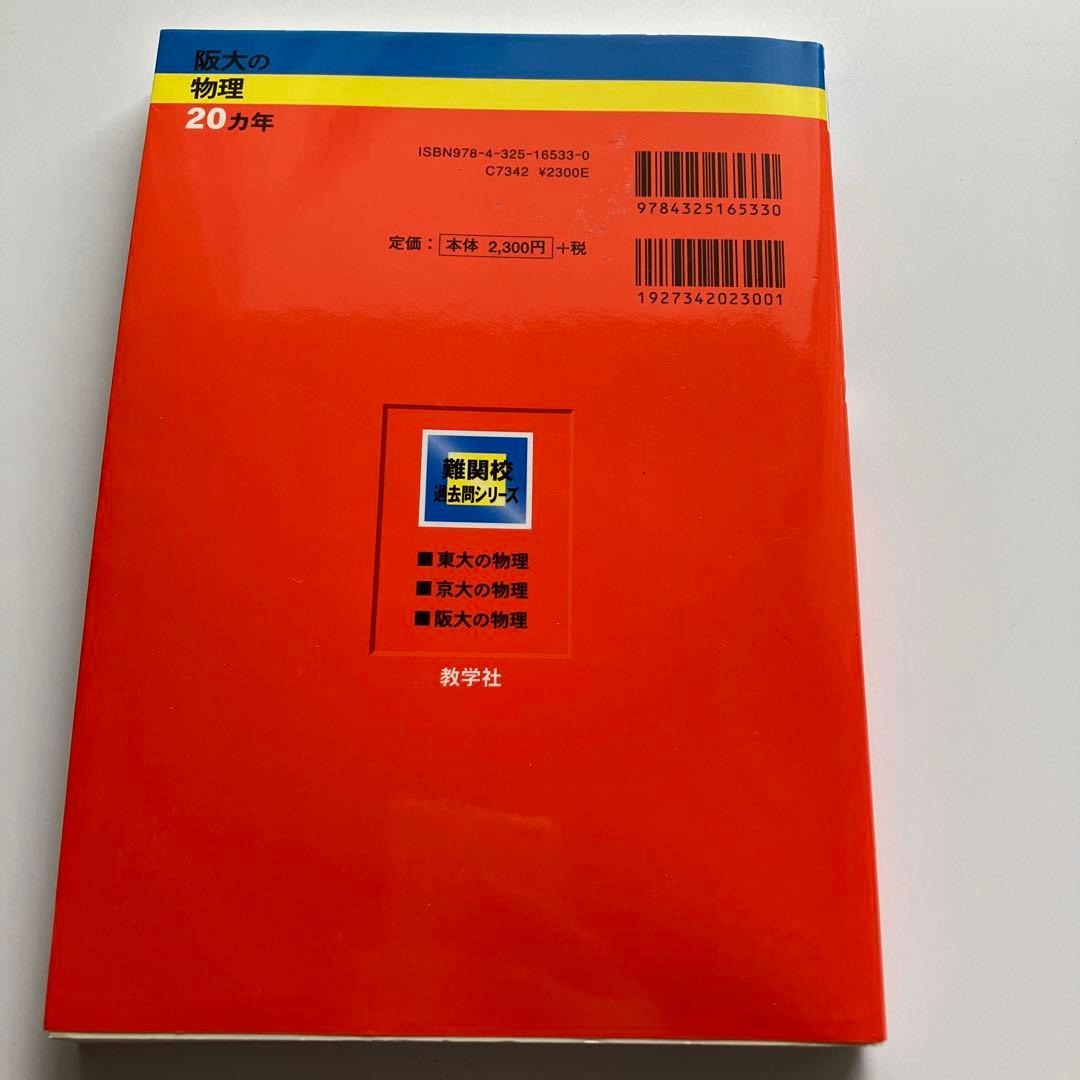 阪大の
物理
20カ年
ISBN978-4-325-16533-0
C7342 ¥2300E
9784325165330
定価：本体 2,300円+税
1927342023001
難関校
過去問シリーズ
■東大の物理
■京大の物理
■阪大の物理
教学社